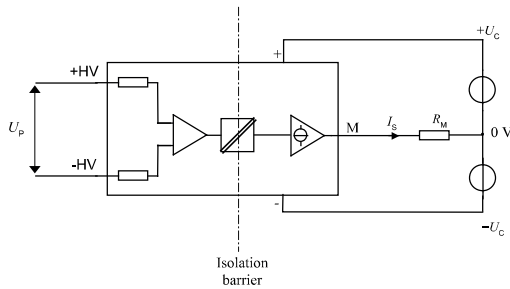 +U_C
+
+HV
U_P
M
I_S
R_M
0 V
-HV
-
−U_C
Isolation
barrier